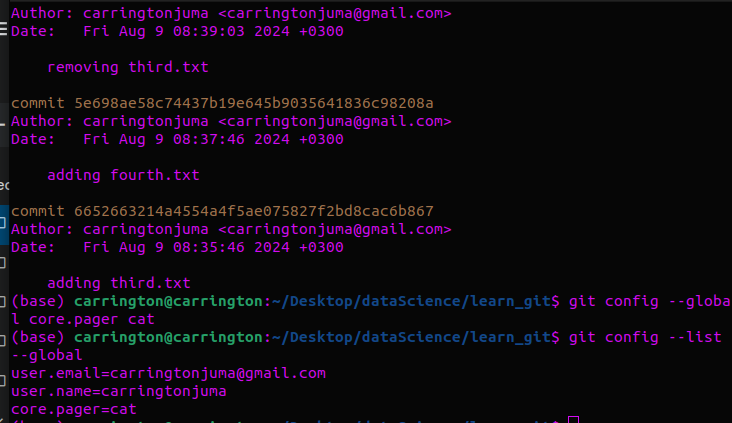 Author: carringtonjuma <carringtonjuma@gmail.com>
Date:   Fri Aug 9 08:39:03 2024 +0300
    removing third.txt
commit 5e698ae58c74437b19e645b9035641836c98208a
Author: carringtonjuma <carringtonjuma@gmail.com>
Date:   Fri Aug 9 08:37:46 2024 +0300
    adding fourth.txt
commit 6652663214a4554a4f5ae075827f2bd8cac6b867
Author: carringtonjuma <carringtonjuma@gmail.com>
Date:   Fri Aug 9 08:35:46 2024 +0300
    adding third.txt
(base) carrington@carrington:~/Desktop/dataScience/learn_git$ git config --globa
l core.pager cat
(base) carrington@carrington:~/Desktop/dataScience/learn_git$ git config --list
--global
user.email=carringtonjuma@gmail.com
user.name=carringtonjuma
core.pager=cat